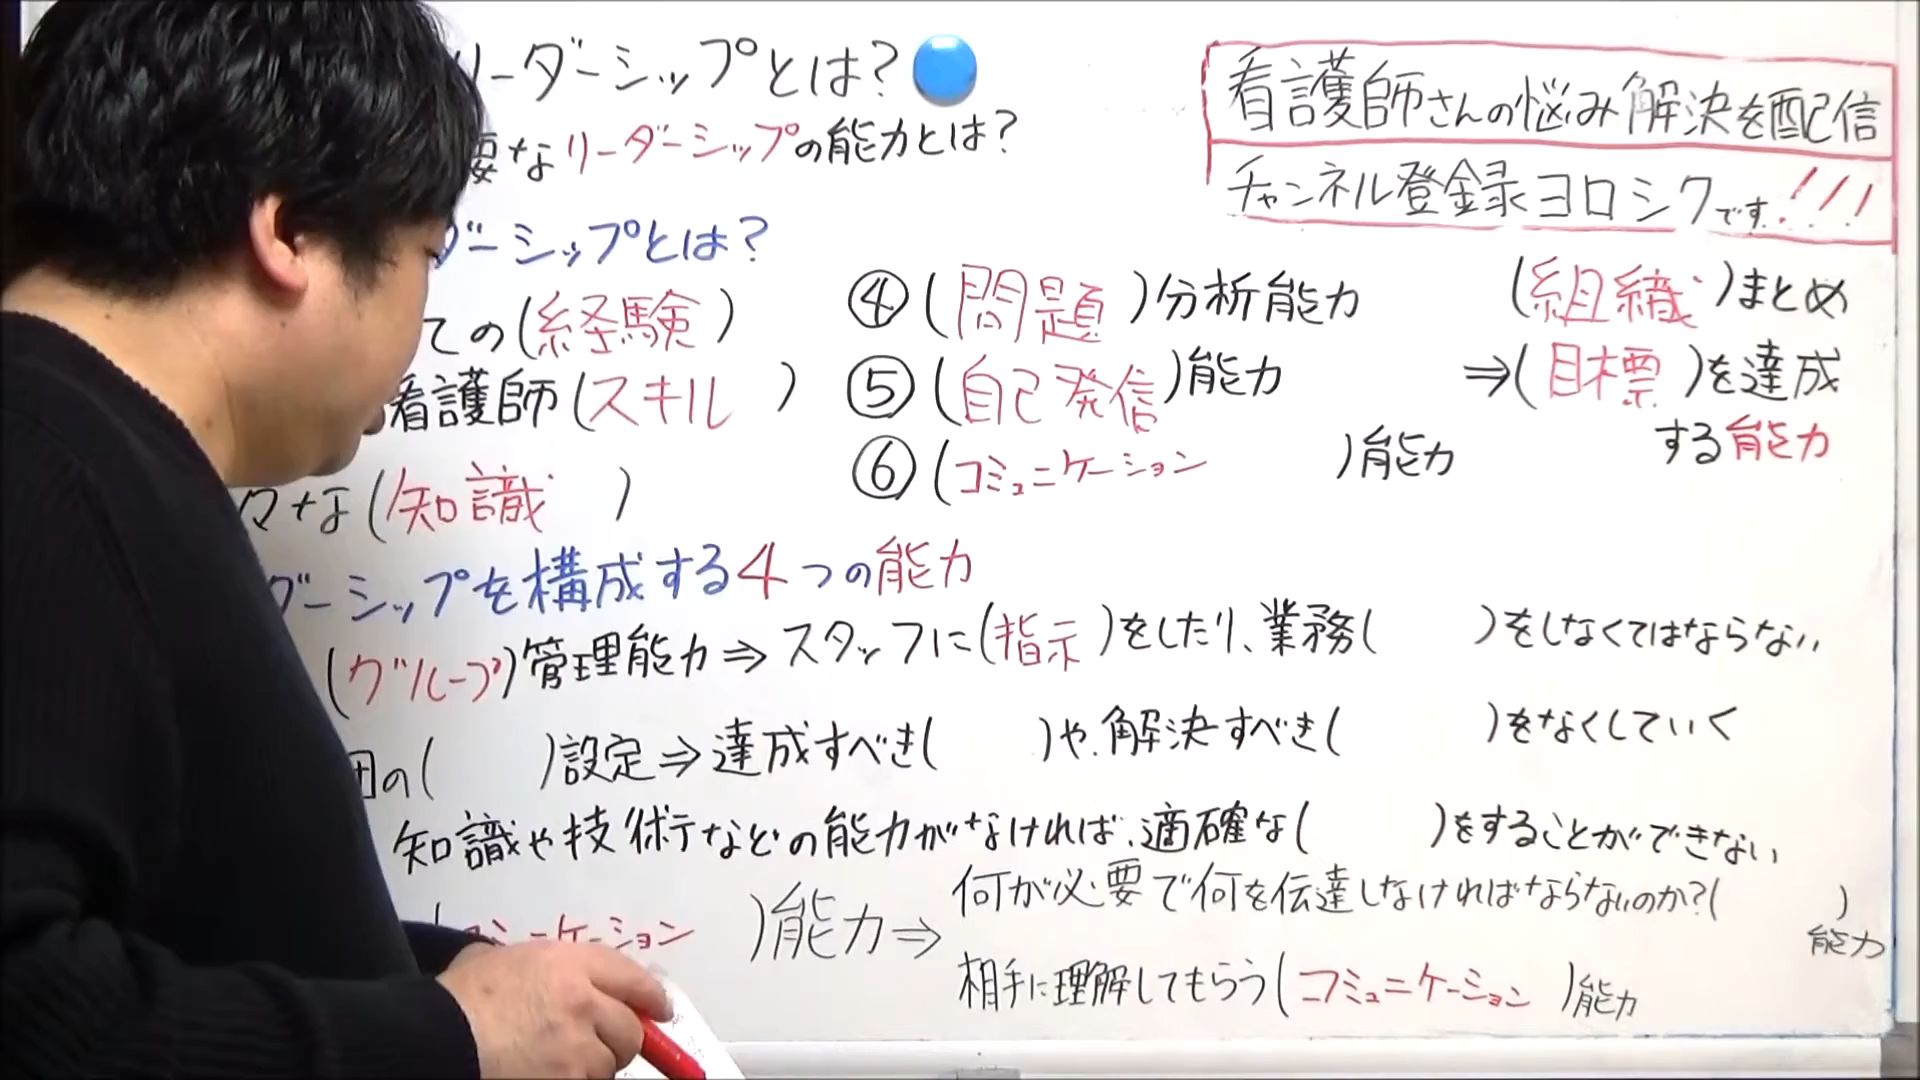 リーダーシップとは?
要なリーダーシップの能力とは?
ダーシップとは?
ての(経験)
看護師(スキル)
々な(知識)
④(問題)分析能力
⑤(自己発信)能力
⑥(コミュニケーション)能力
看護師さんの悩み解決を配信
チャンネル登録ヨロシクです!!!
(組織)まとめ
⇒(目標)を達成
する能力
ダーシップを構成する4つの能力
(グループ)管理能力⇒スタッフに(指示)をしたり、業務(　)をしなくてはならない
団の(　)設定⇒達成すべき(　)や、解決すべき(　)をなくしていく
知識や技術などの能力がなければ、適確な(　)をすることができない
(コミュニケーション)能力⇒
何が必要で何を伝達しなければならないのか?(　)能力
相手に理解してもらう(コミュニケーション)能力